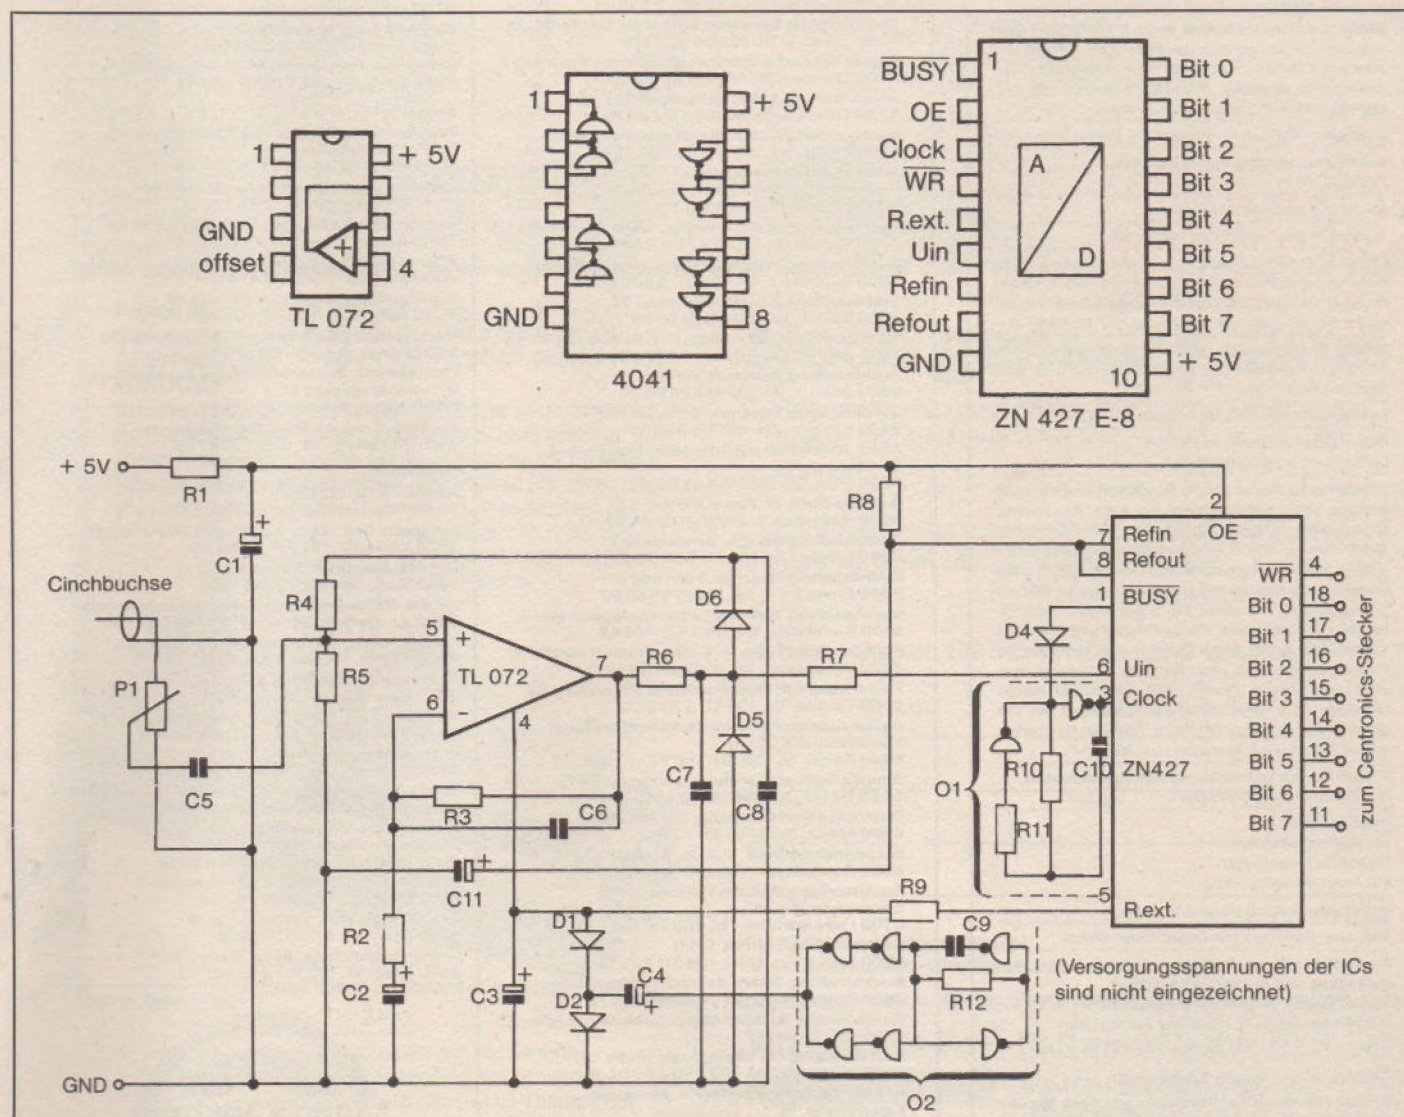 1
+ 5V
GND
offset
4
TL 072
1
+ 5V
GND
8
4041
1
BUSY
OE
Clock
WR
R.ext.
Uin
Refin
Refout
GND
Bit 0
Bit 1
Bit 2
Bit 3
Bit 4
Bit 5
Bit 6
Bit 7
+ 5V
10
A
D
ZN 427 E-8
+ 5V
R1
+
C1
Cinchbuchse
P1
C5
R4
R5
5
+
6
-
TL 072
7
4
R6
R7
R8
D6
D5
C7
C8
R3
C6
C11
+
R2
+
C2
C3
+
D1
D2
C4
+
R9
C9
R12
O2
O1
R10
R11
C10
D4
2
OE
7
Refin
8
Refout
1
BUSY
6
Uin
3
Clock
ZN427
5
R.ext.
WR
4
Bit 0
18
Bit 1
17
Bit 2
16
Bit 3
15
Bit 4
14
Bit 5
13
Bit 6
12
Bit 7
11
zum Centronics-Stecker
(Versorgungsspannungen der ICs
sind nicht eingezeichnet)
GND